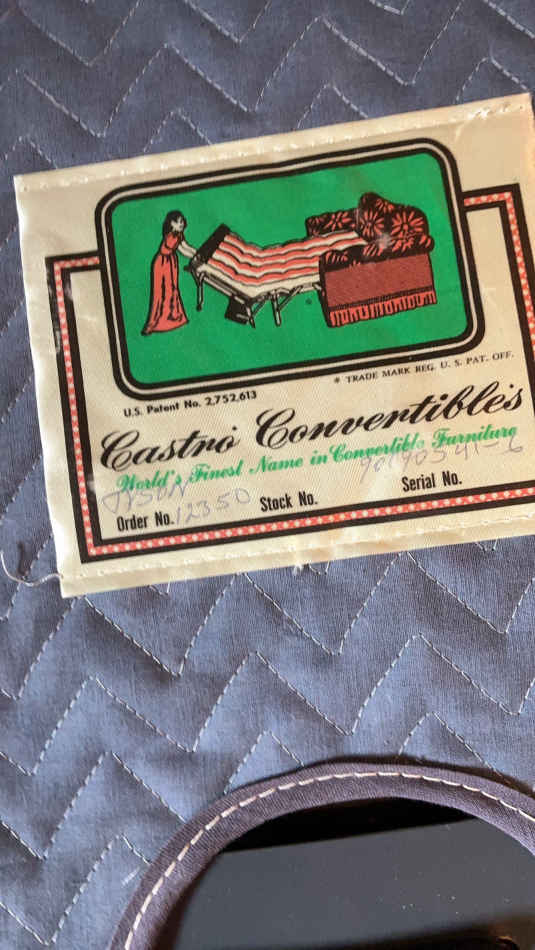 * TRADE MARK REG. U. S. PAT. OFF.
U.S. Patent No. 2,752,613
Castro Convertibles
World's Finest Name in Convertible Furniture
Order No. 12350 Stock No. Serial No.